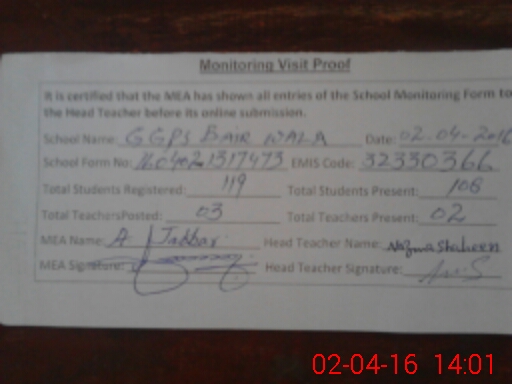 Monitoring Visit Proof
It is certified that the MEA has shown all entries of the School Monitoring Form to
the Head Teacher before its online submission.
School Name: GGPS BAIR WALA Date: 02-04-2016
School Form No: 1604021317473 EMIS Code: 32330366
Total Students Registered: 119 Total Students Present: 108
Total TeachersPosted: 03 Total Teachers Present: 02
MEA Name: A Jabbar Head Teacher Name: Nazma Shaheen
MEA Signature: Head Teacher Signature:
02-04-16 14:01